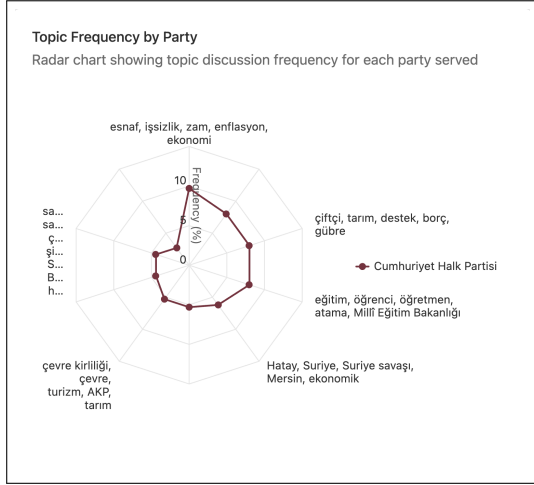 Topic Frequency by Party
Radar chart showing topic discussion frequency for each party served
esnaf, işsizlik, zam, enflasyon,
ekonomi
10
5
0
Frequency (%)
sa...
sa...
ç...
şi...
S...
B...
h...
çiftçi, tarım, destek, borç,
gübre
Cumhuriyet Halk Partisi
eğitim, öğrenci, öğretmen,
atama, Millî Eğitim Bakanlığı
çevre kirliliği,
çevre,
turizm, AKP,
tarım
Hatay, Suriye, Suriye savaşı,
Mersin, ekonomik